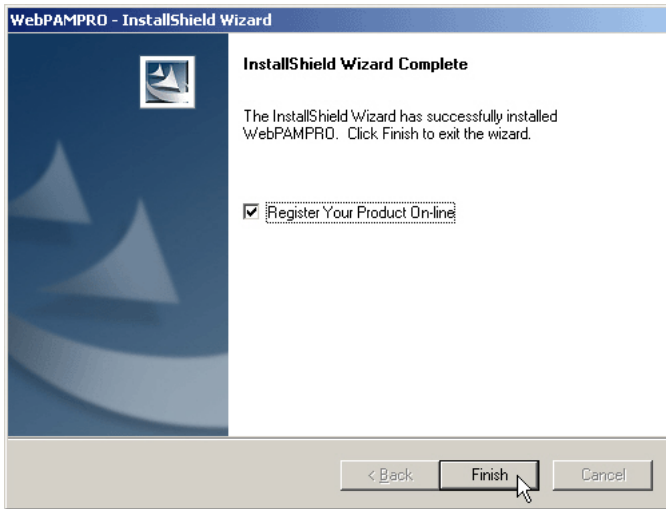 WebPAMPRO - InstallShield Wizard
InstallShield Wizard Complete
The InstallShield Wizard has successfully installed
WebPAMPRO. Click Finish to exit the wizard.
Register Your Product On-line
< Back
Finish
Cancel